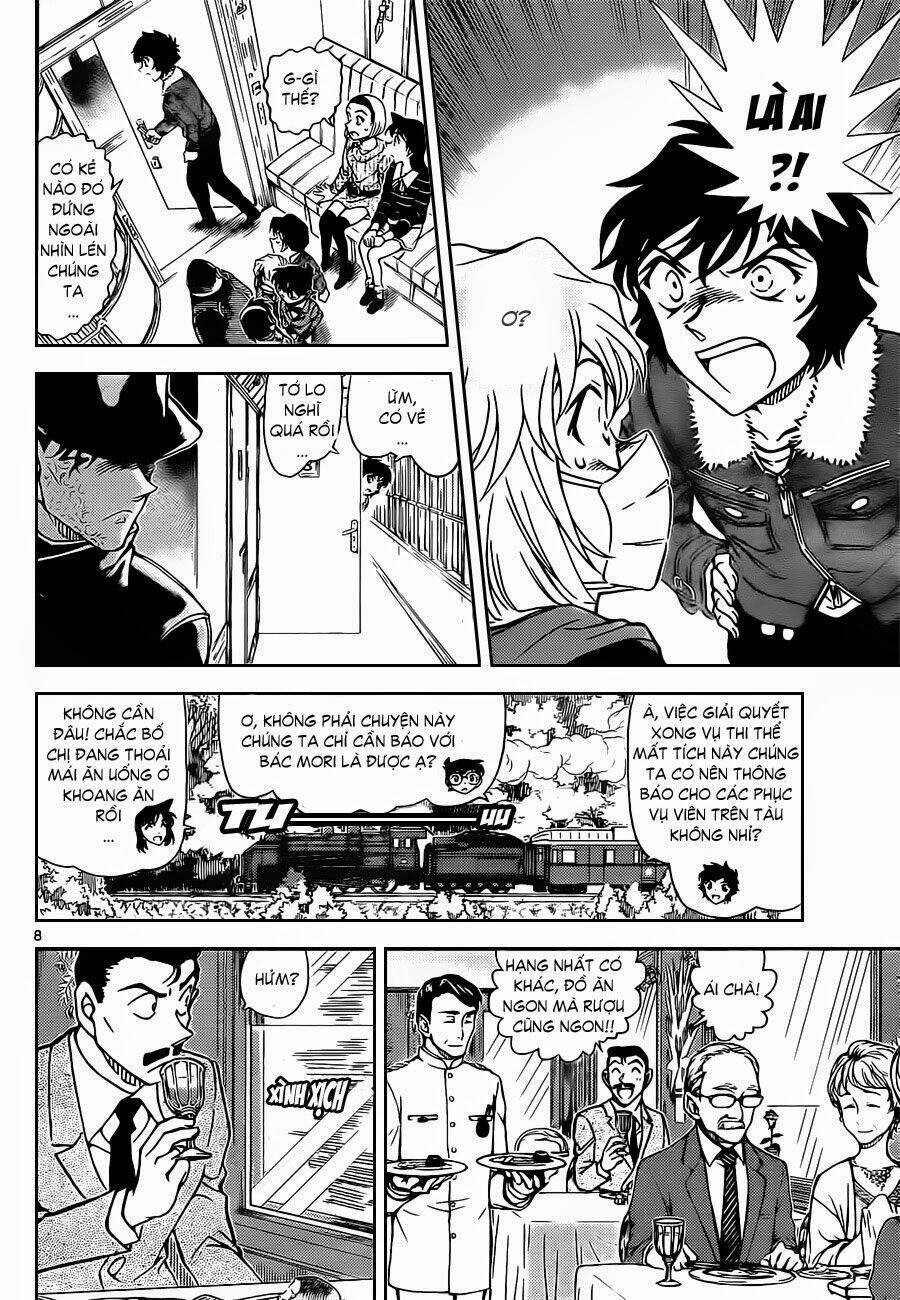 LÀ AI
?!
Ơ?
G-GÌ
THẾ?
CÓ KẺ
NÀO ĐÓ
ĐỨNG
NGOÀI
NHÌN LÉN
CHÚNG
TA
...
ỪM,
CÓ VẺ
...
TỚ LO
NGHĨ
QUÁ RỒI
À, VIỆC GIẢI QUYẾT
XONG VỤ THI THỂ
MẤT TÍCH NÀY CHÚNG
TA CÓ NÊN THÔNG
BÁO CHO CÁC PHỤC
VỤ VIÊN TRÊN TÀU
KHÔNG NHỈ?
Ơ, KHÔNG PHẢI CHUYỆN NÀY
CHÚNG TA CHỈ CẦN BÁO VỚI
BÁC MORI LÀ ĐƯỢC Ạ?
KHÔNG CẦN
ĐÂU! CHẮC BỐ
CHỊ ĐANG THOẢI
MÁI ĂN UỐNG Ở
KHOANG ĂN
RỒI
...
TU UU
8
ÁI CHÀ!
HẠNG NHẤT CÓ
KHÁC, ĐỒ ĂN
NGON MÀ RƯỢU
CŨNG NGON!!
HỬM?
XÌNH XỊCH